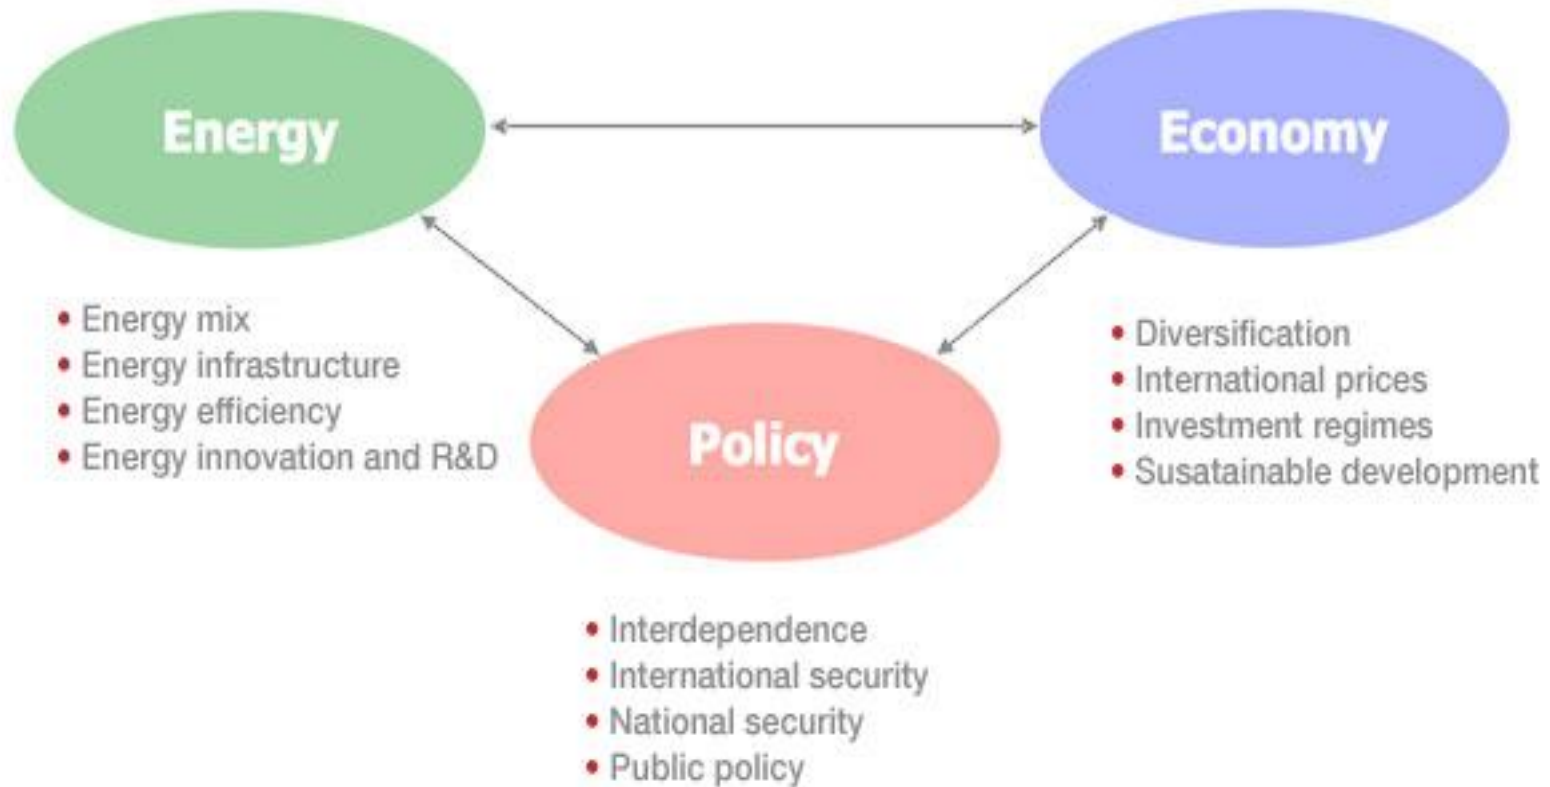 Energy
Economy
• Energy mix
• Energy infrastructure
• Energy efficiency
• Energy innovation and R&D
Policy
• Diversification
• International prices
• Investment regimes
• Susatainable development
• Interdependence
• International security
• National security
• Public policy